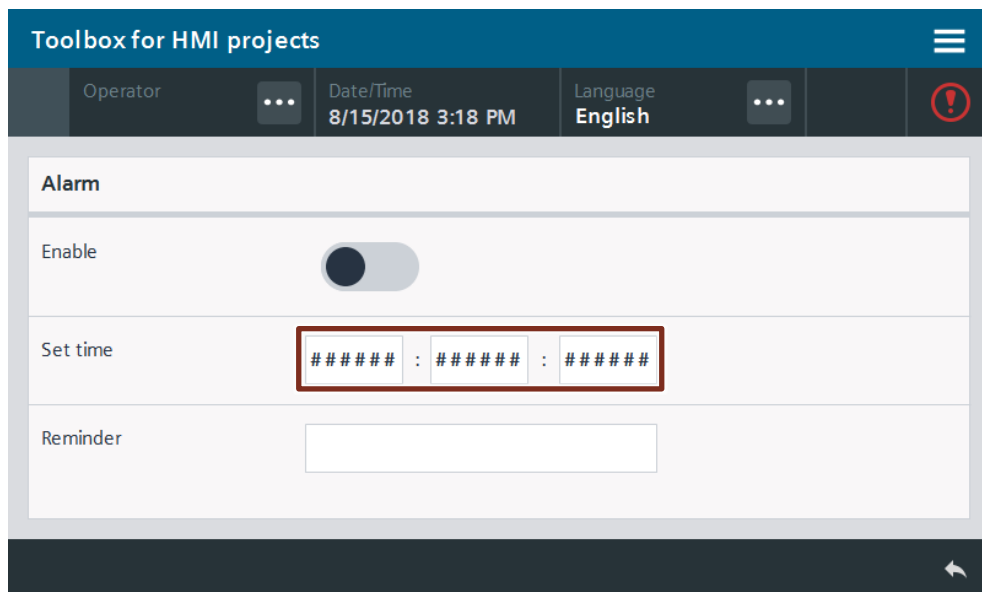 Toolbox for HMI projects
Operator
Date/Time
Language
8/15/2018 3:18 PM
English
Alarm
Enable
Set time
###### : ###### : ######
Reminder